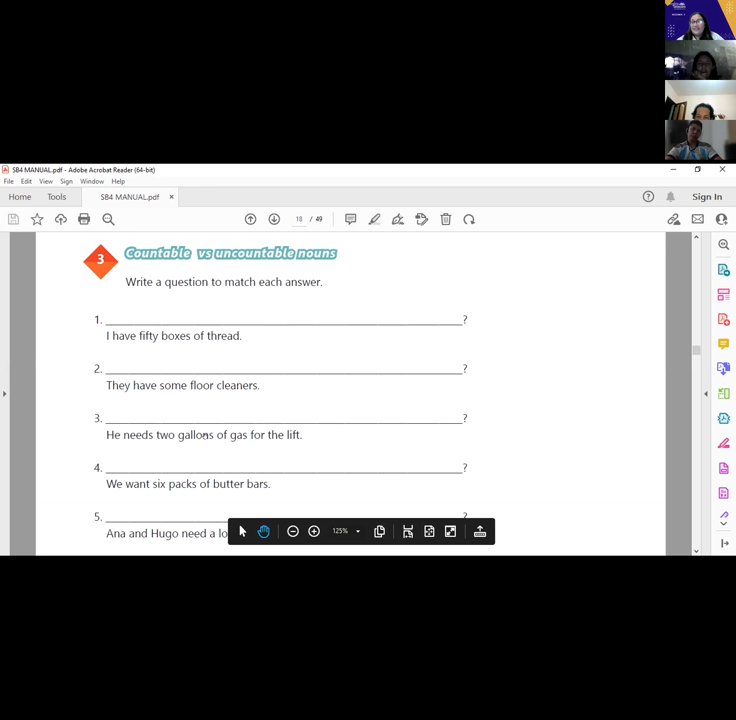 SB4 MANUAL.pdf - Adobe Acrobat Reader (64-bit)
File Edit View Sign Window Help
Home Tools SB4 MANUAL.pdf × Sign In
18 / 49
3 Countable vs uncountable nouns
Write a question to match each answer.
1. ?
I have fifty boxes of thread.
2. ?
They have some floor cleaners.
3. ?
He needs two gallons of gas for the lift.
4. ?
We want six packs of butter bars.
5. ?
Ana and Hugo need a lo
125%